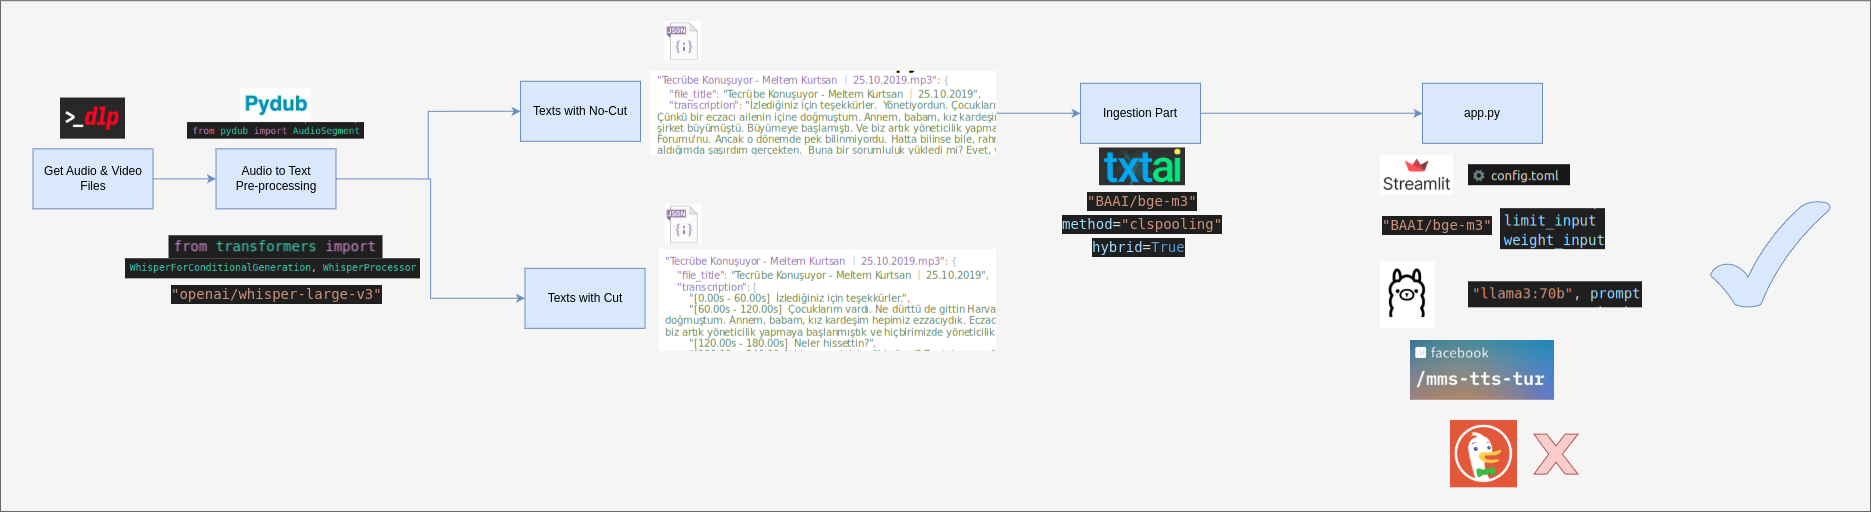 >_dlp
Get Audio & Video
Files
Pydub
from pydub import AudioSegment
Audio to Text
Pre-processing
from transformers import
WhisperForConditionalGeneration, WhisperProcessor
"openai/whisper-large-v3"
Texts with No-Cut
JSON
{;}
"Tecrübe Konuşuyor - Meltem Kurtsan | 25.10.2019.mp3": {
"file_title": "Tecrübe Konuşuyor - Meltem Kurtsan | 25.10.2019",
"transcription": "İzlediğiniz için teşekkürler. Yönetiyordun. Çocukları
Çünkü bir eczacı ailenin içine doğmuştum. Annem, babam, kız kardeşin
şirket büyümüştü. Büyümeye başlamıştı. Ve biz artık yöneticilik yapma
Forumu'nu. Ancak o dönemde pek bilinmiyordu. Hatta bilinse bile, rahm
aldığımda şaşırdım gerçekten. Buna bir sorumluluk yükledi mi? Evet,
Texts with Cut
JSON
{;}
"Tecrübe Konuşuyor - Meltem Kurtsan | 25.10.2019.mp3": {
"file_title": "Tecrübe Konuşuyor - Meltem Kurtsan | 25.10.2019",
"transcription": [
"[0.00s - 60.00s] İzlediğiniz için teşekkürler.",
"[60.00s - 120.00s] Çocuklarım vardı. Ne dürttü de gittin Harva
doğmuştum. Annem, babam, kız kardeşim hepimiz ezzacıydık. Eczac
biz artık yöneticilik yapmaya başlanmıştık ve hiçbirimizde yöneticilik
"[120.00s - 180.00s] Neler hissettin?",
Ingestion Part
txtai
"BAAI/bge-m3"
method="clspooling"
hybrid=True
app.py
Streamlit
config.toml
"BAAI/bge-m3"
limit_input
weight_input
"llama3:70b", prompt
facebook
/mms-tts-tur